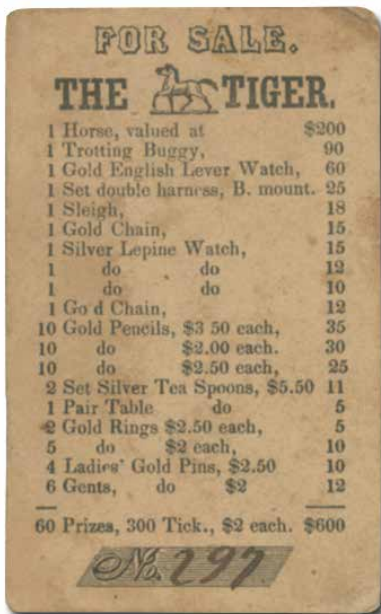 FOR SALE.
THE TIGER.
1 Horse, valued at $200
1 Trotting Buggy, 90
1 Gold English Lever Watch, 60
1 Set double harness, B. mount. 25
1 Sleigh, 18
1 Gold Chain, 15
1 Silver Lepine Watch, 15
1 do do 12
1 do do 10
1 Go d Chain, 12
10 Gold Pencils, $3 50 each, 35
10 do $2.00 each. 30
10 do $2.50 each, 25
2 Set Silver Tea Spoons, $5.50 11
1 Pair Table do 5
2 Gold Rings $2.50 each, 5
5 do $2 each, 10
4 Ladies' Gold Pins, $2.50 10
6 Gents, do $2 12
60 Prizes, 300 Tick., $2 each. $600
No. 297